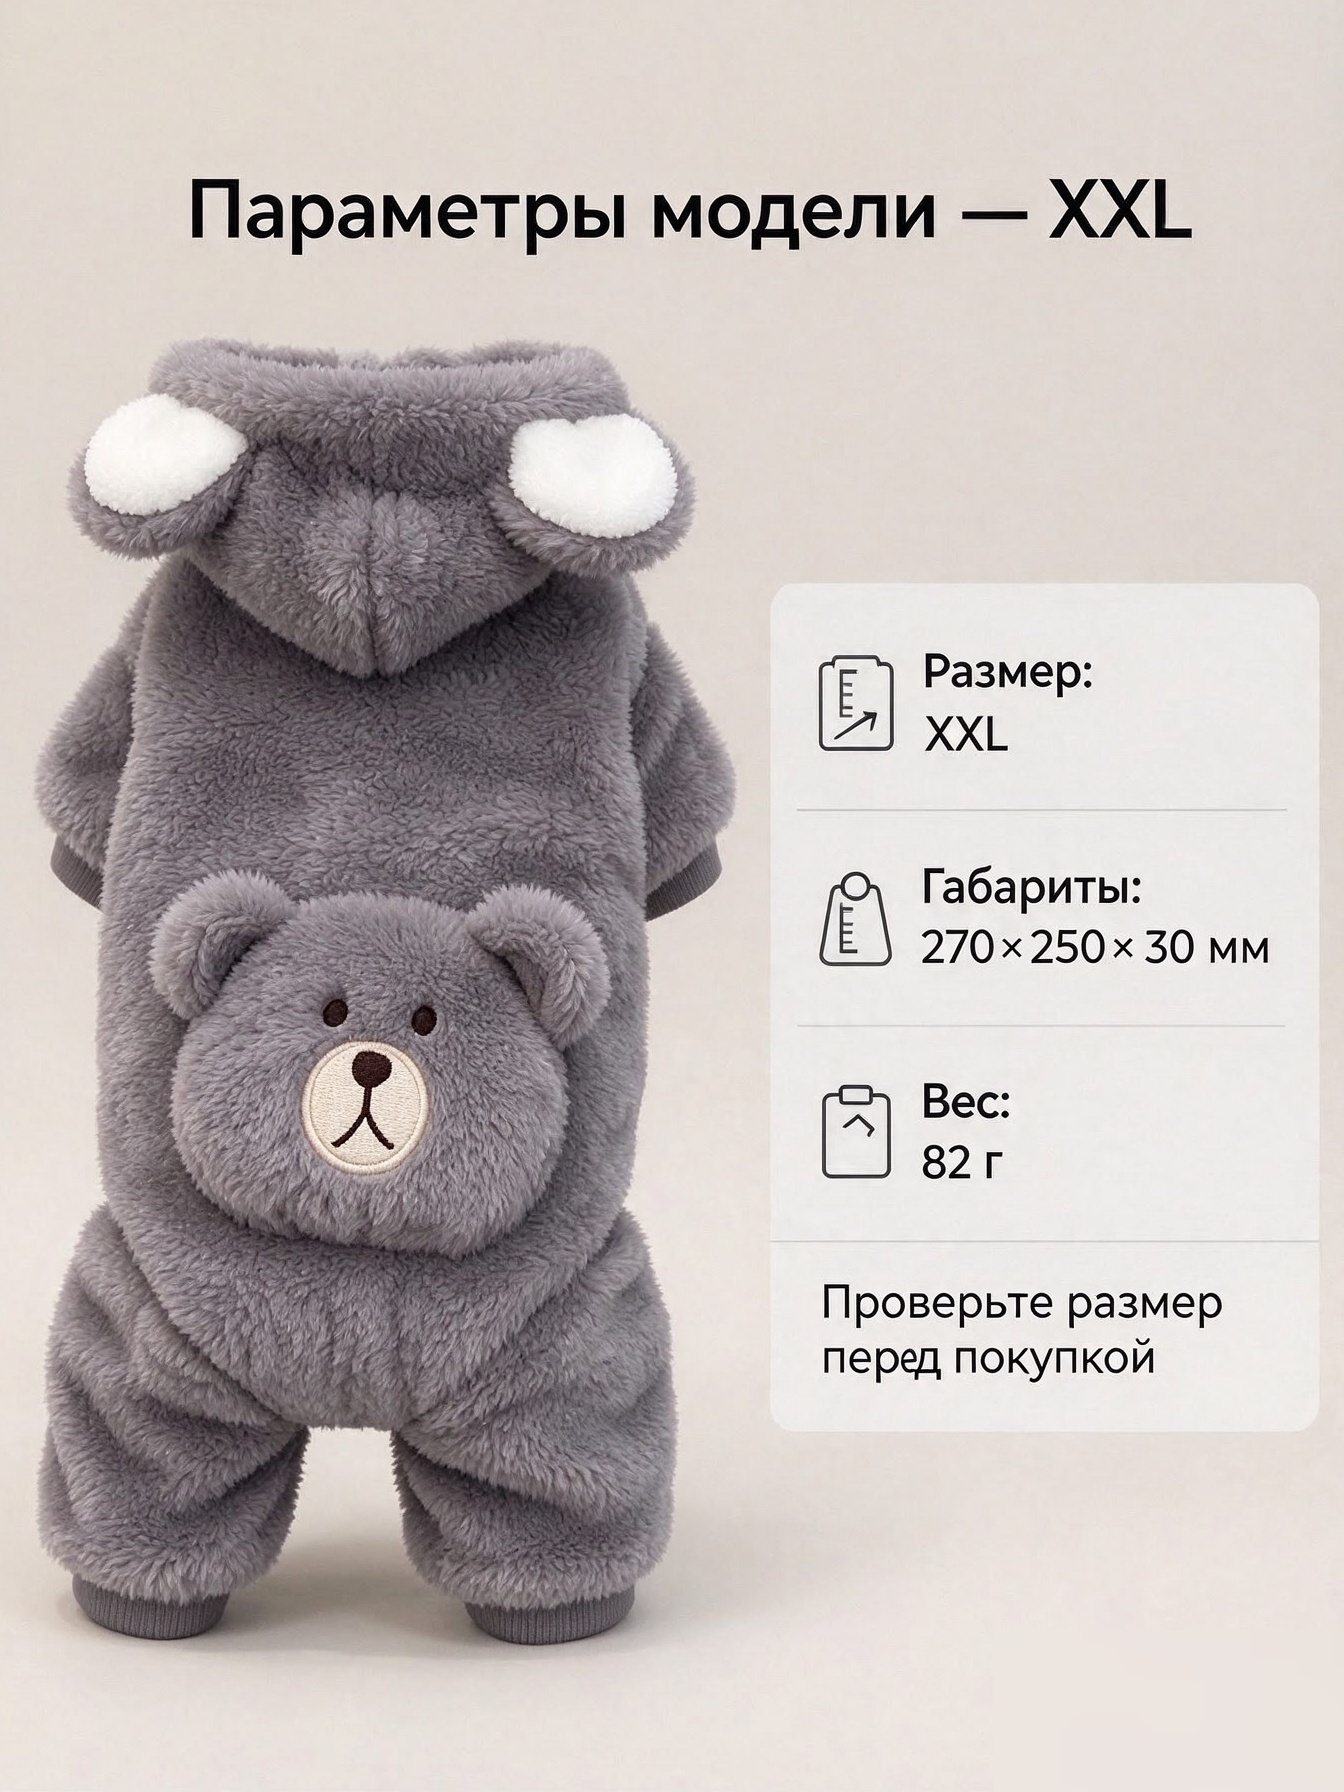 Параметры модели — XXL
Размер:
XXL
Габариты:
270×250×30 мм
Вес:
82 г
Проверьте размер
перед покупкой